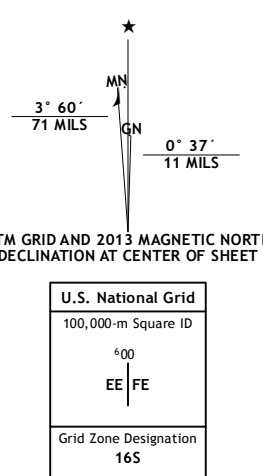 ★
MN
3° 60´
71 MILS
GN
0° 37´
11 MILS
TM GRID AND 2013 MAGNETIC NORTH
DECLINATION AT CENTER OF SHEET
U.S. National Grid
100,000-m Square ID
⁶00
EE FE
Grid Zone Designation
16S